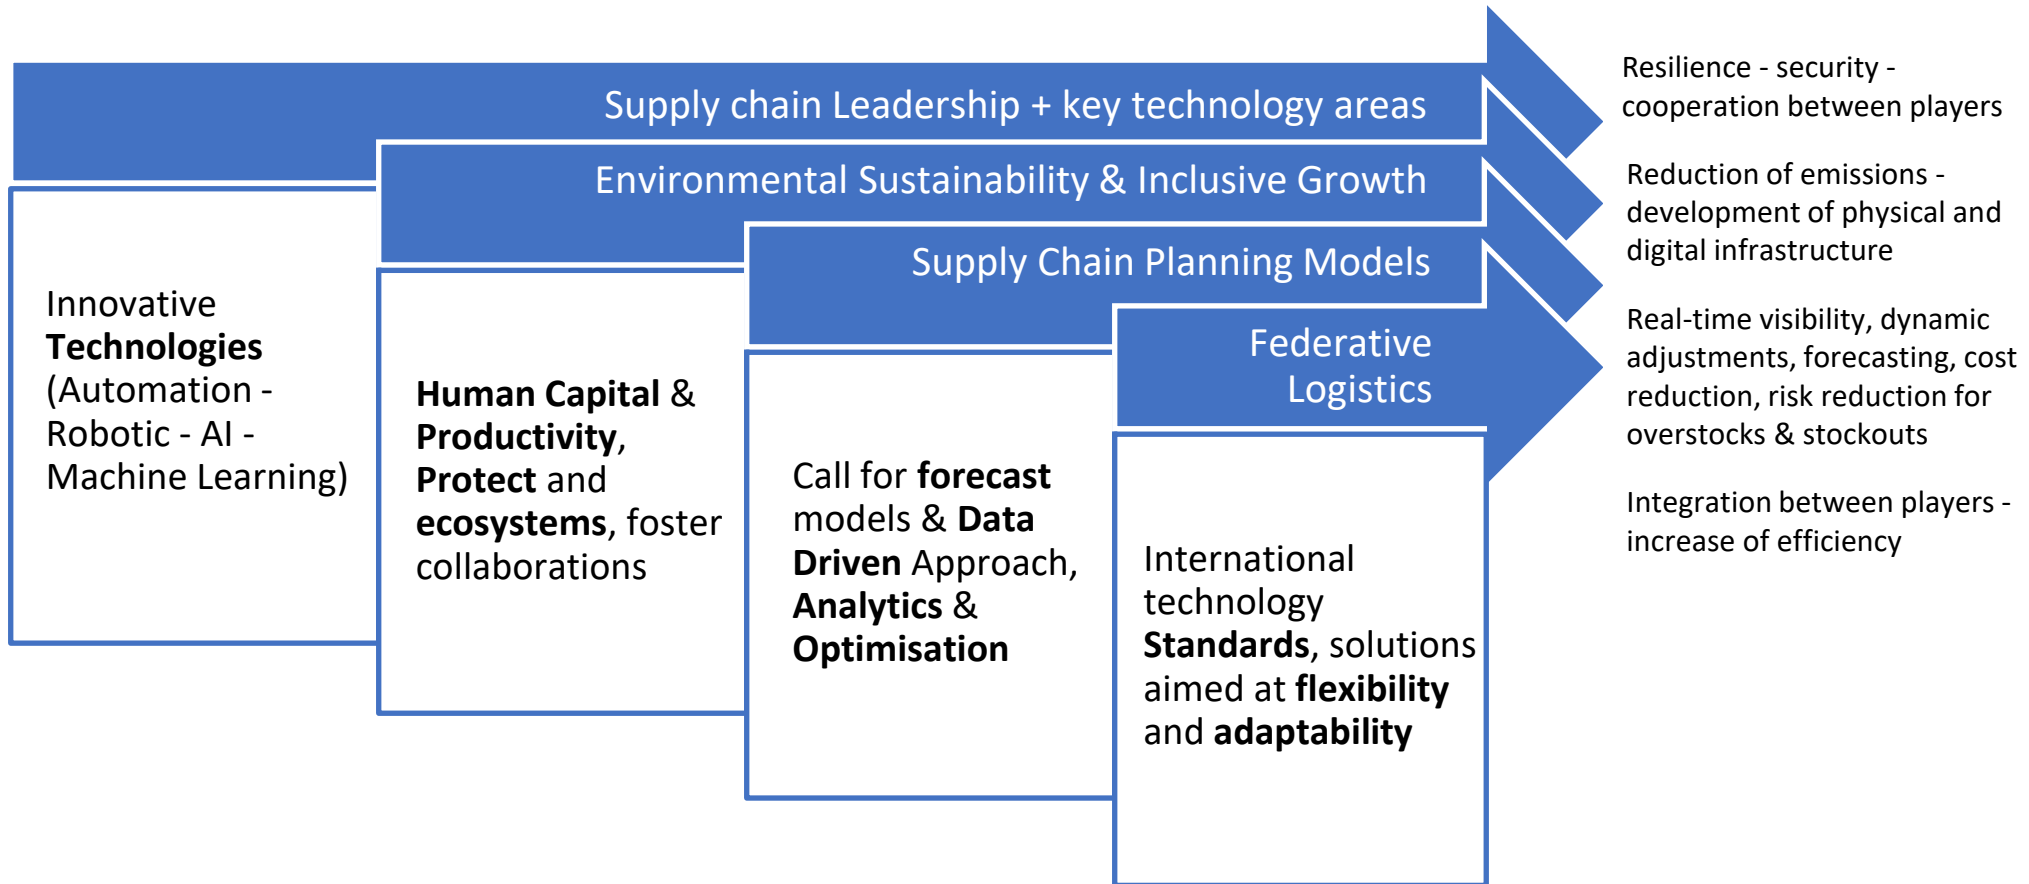 Supply chain Leadership + key technology areas
Environmental Sustainability & Inclusive Growth
Supply Chain Planning Models
Federative
Logistics
Innovative
Technologies
(Automation -
Robotic - AI -
Machine Learning)
Human Capital &
Productivity,
Protect and
ecosystems, foster
collaborations
Call for forecast
models & Data
Driven Approach,
Analytics &
Optimisation
International
technology
Standards, solutions
aimed at flexibility
and adaptability
Resilience - security -
cooperation between players
Reduction of emissions -
development of physical and
digital infrastructure
Real-time visibility, dynamic
adjustments, forecasting, cost
reduction, risk reduction for
overstocks & stockouts
Integration between players -
increase of efficiency